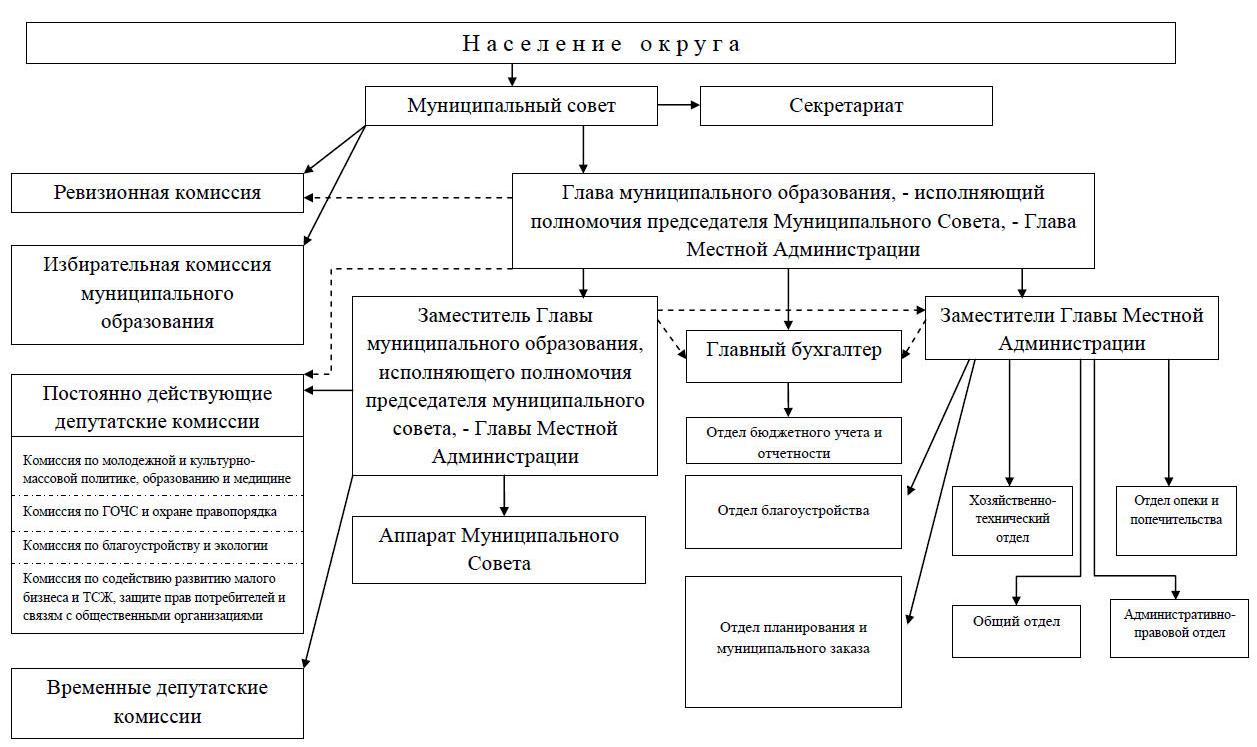 Население округа
Муниципальный совет
Секретариат
Ревизионная комиссия
Глава муниципального образования, - исполняющий
полномочия председателя Муниципального Совета, - Глава
Местной Администрации
Избирательная комиссия
муниципального
образования
Заместитель Главы
муниципального образования,
исполняющего полномочия
председателя муниципального
совета, - Главы Местной
Администрации
Главный бухгалтер
Заместители Главы Местной
Администрации
Постоянно действующие
депутатские комиссии
Комиссия по молодежной и культурно-
массовой политике, образованию и медицине
Комиссия по ГОЧС и охране правопорядка
Комиссия по благоустройству и экологии
Комиссия по содействию развитию малого
бизнеса и ТСЖ, защите прав потребителей и
связям с общественными организациями
Отдел бюджетного учета и
отчетности
Отдел благоустройства
Хозяйственно-
технический
отдел
Отдел опеки и
попечительства
Аппарат Муниципального
Совета
Отдел планирования и
муниципального заказа
Общий отдел
Административно-
правовой отдел
Временные депутатские
комиссии